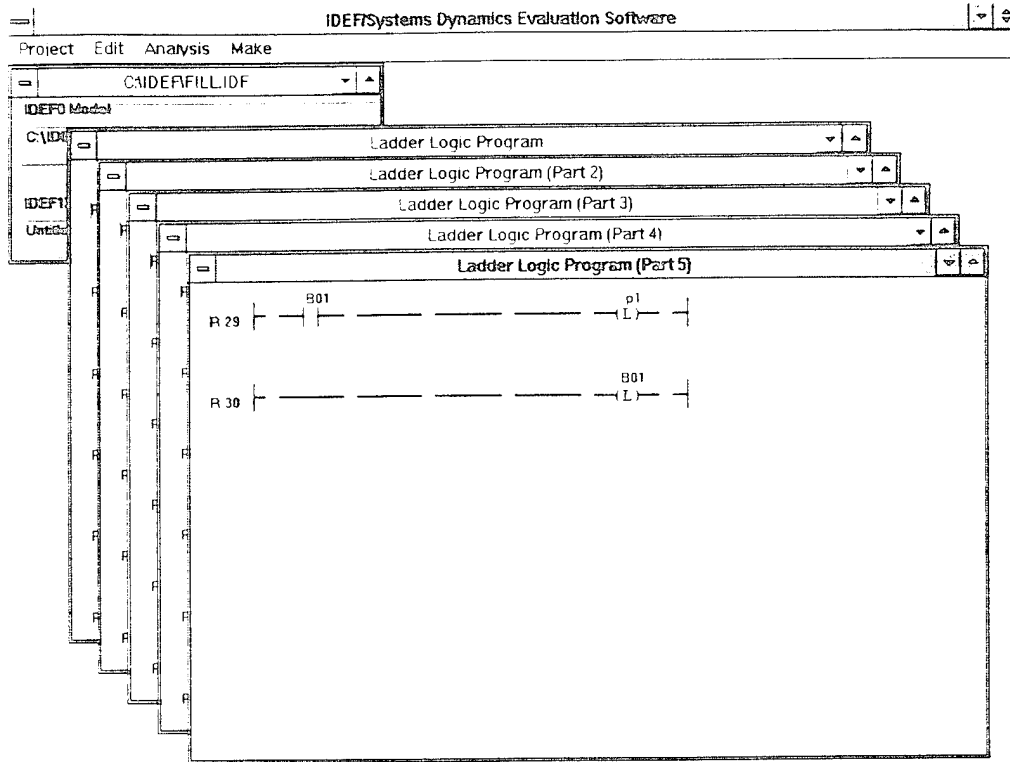 IDEF/Systems Dynamics Evaluation Software
Project Edit Analysis Make
C:\IDEF\FILL.IDF
IDEF0 Model
Ladder Logic Program
Ladder Logic Program (Part 2)
IDEF1
Ladder Logic Program (Part 3)
Ladder Logic Program (Part 4)
Ladder Logic Program (Part 5)
B01 p1
R 29 L
B01
R 30 L